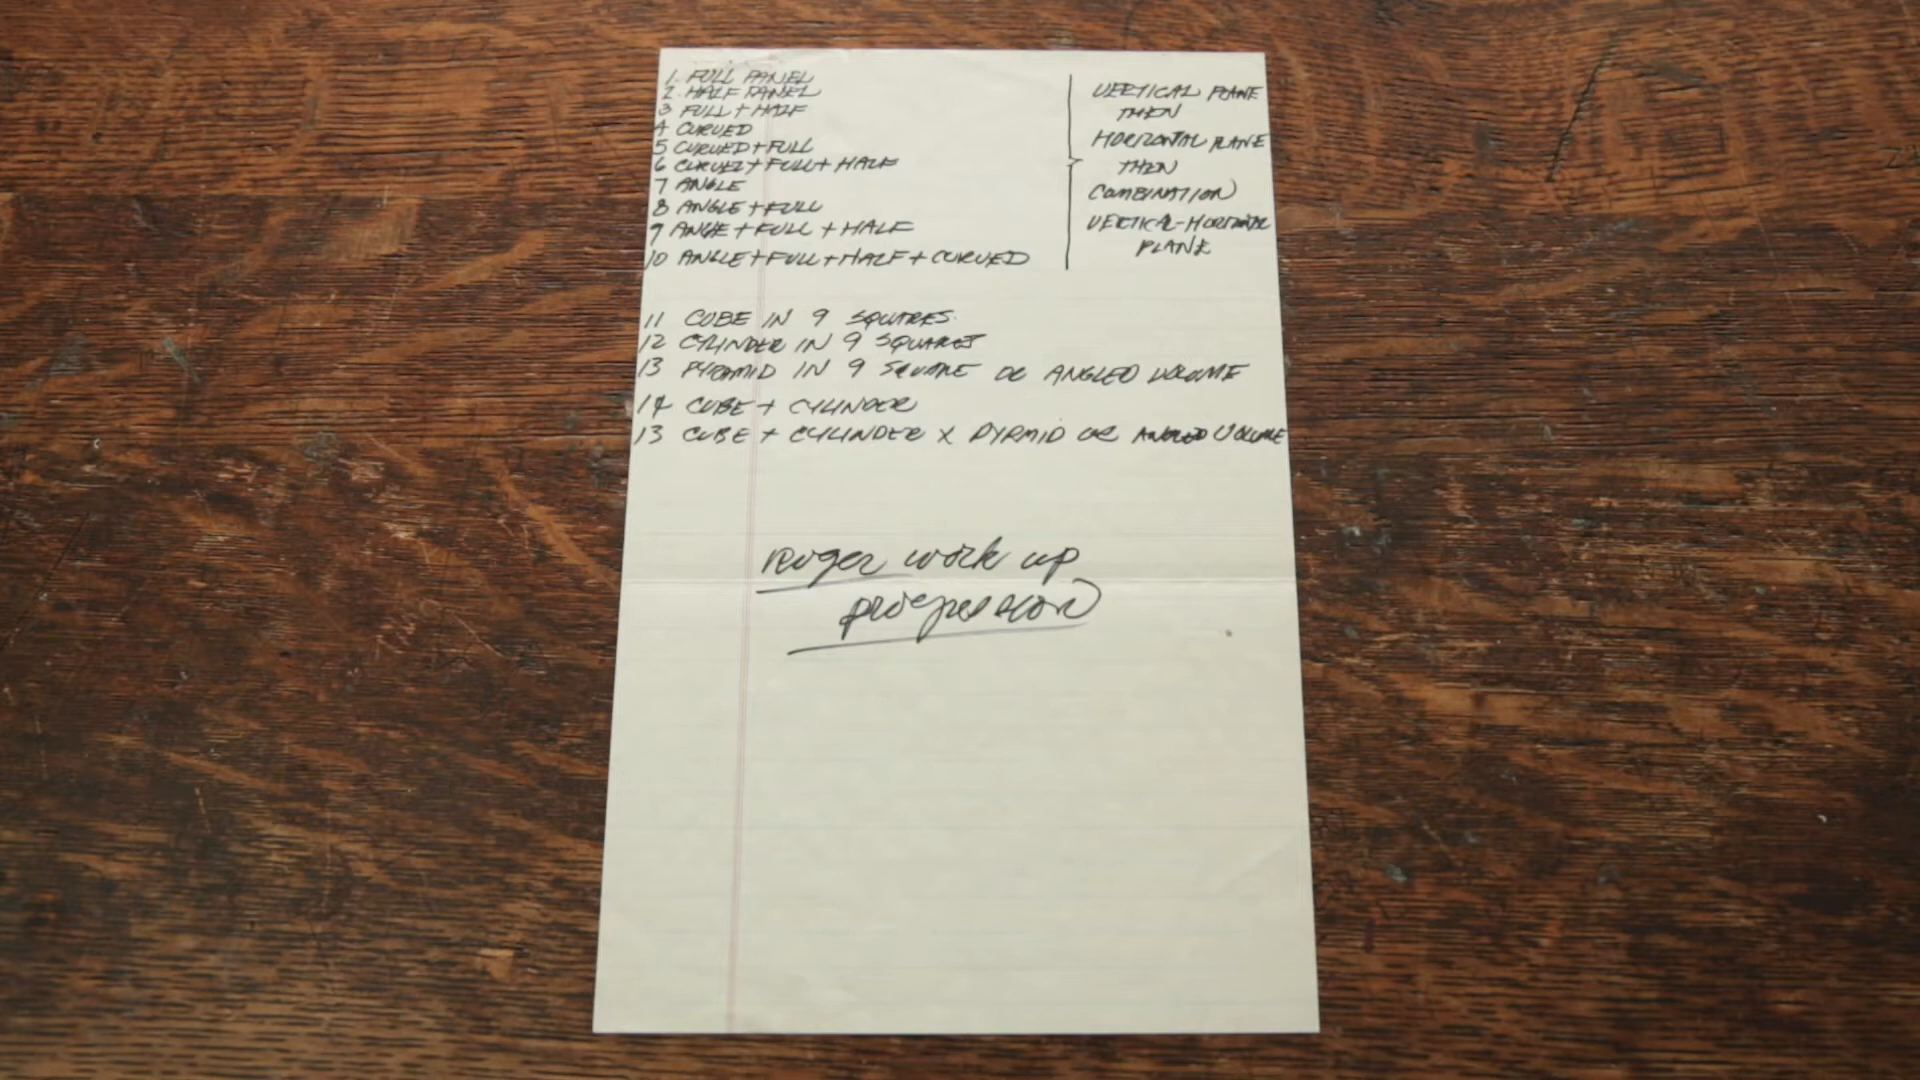 1. FULL PANEL
2. HALF PANEL
3 FULL + HALF
4 CURVED
5 CURVED + FULL
6 CURVED + FULL + HALF
7 ANGLE
8 ANGLE + FULL
9 ANGLE + FULL + HALF
10 ANGLE + FULL + HALF + CURVED
VERTICAL PLANE
THEN
HORIZONTAL PLANE
THEN
COMBINATION
VERTICAL-HORIZONTAL
PLANE
11 CUBE IN 9 SQUARES.
12 CYLINDER IN 9 SQUARES
13 PYRAMID IN 9 SQUARE OR ANGLED VOLUME
14 CUBE + CYLINDER
13 CUBE + CYLINDER X PYRMID OR ANGLED VOLUME
roger work up
progression